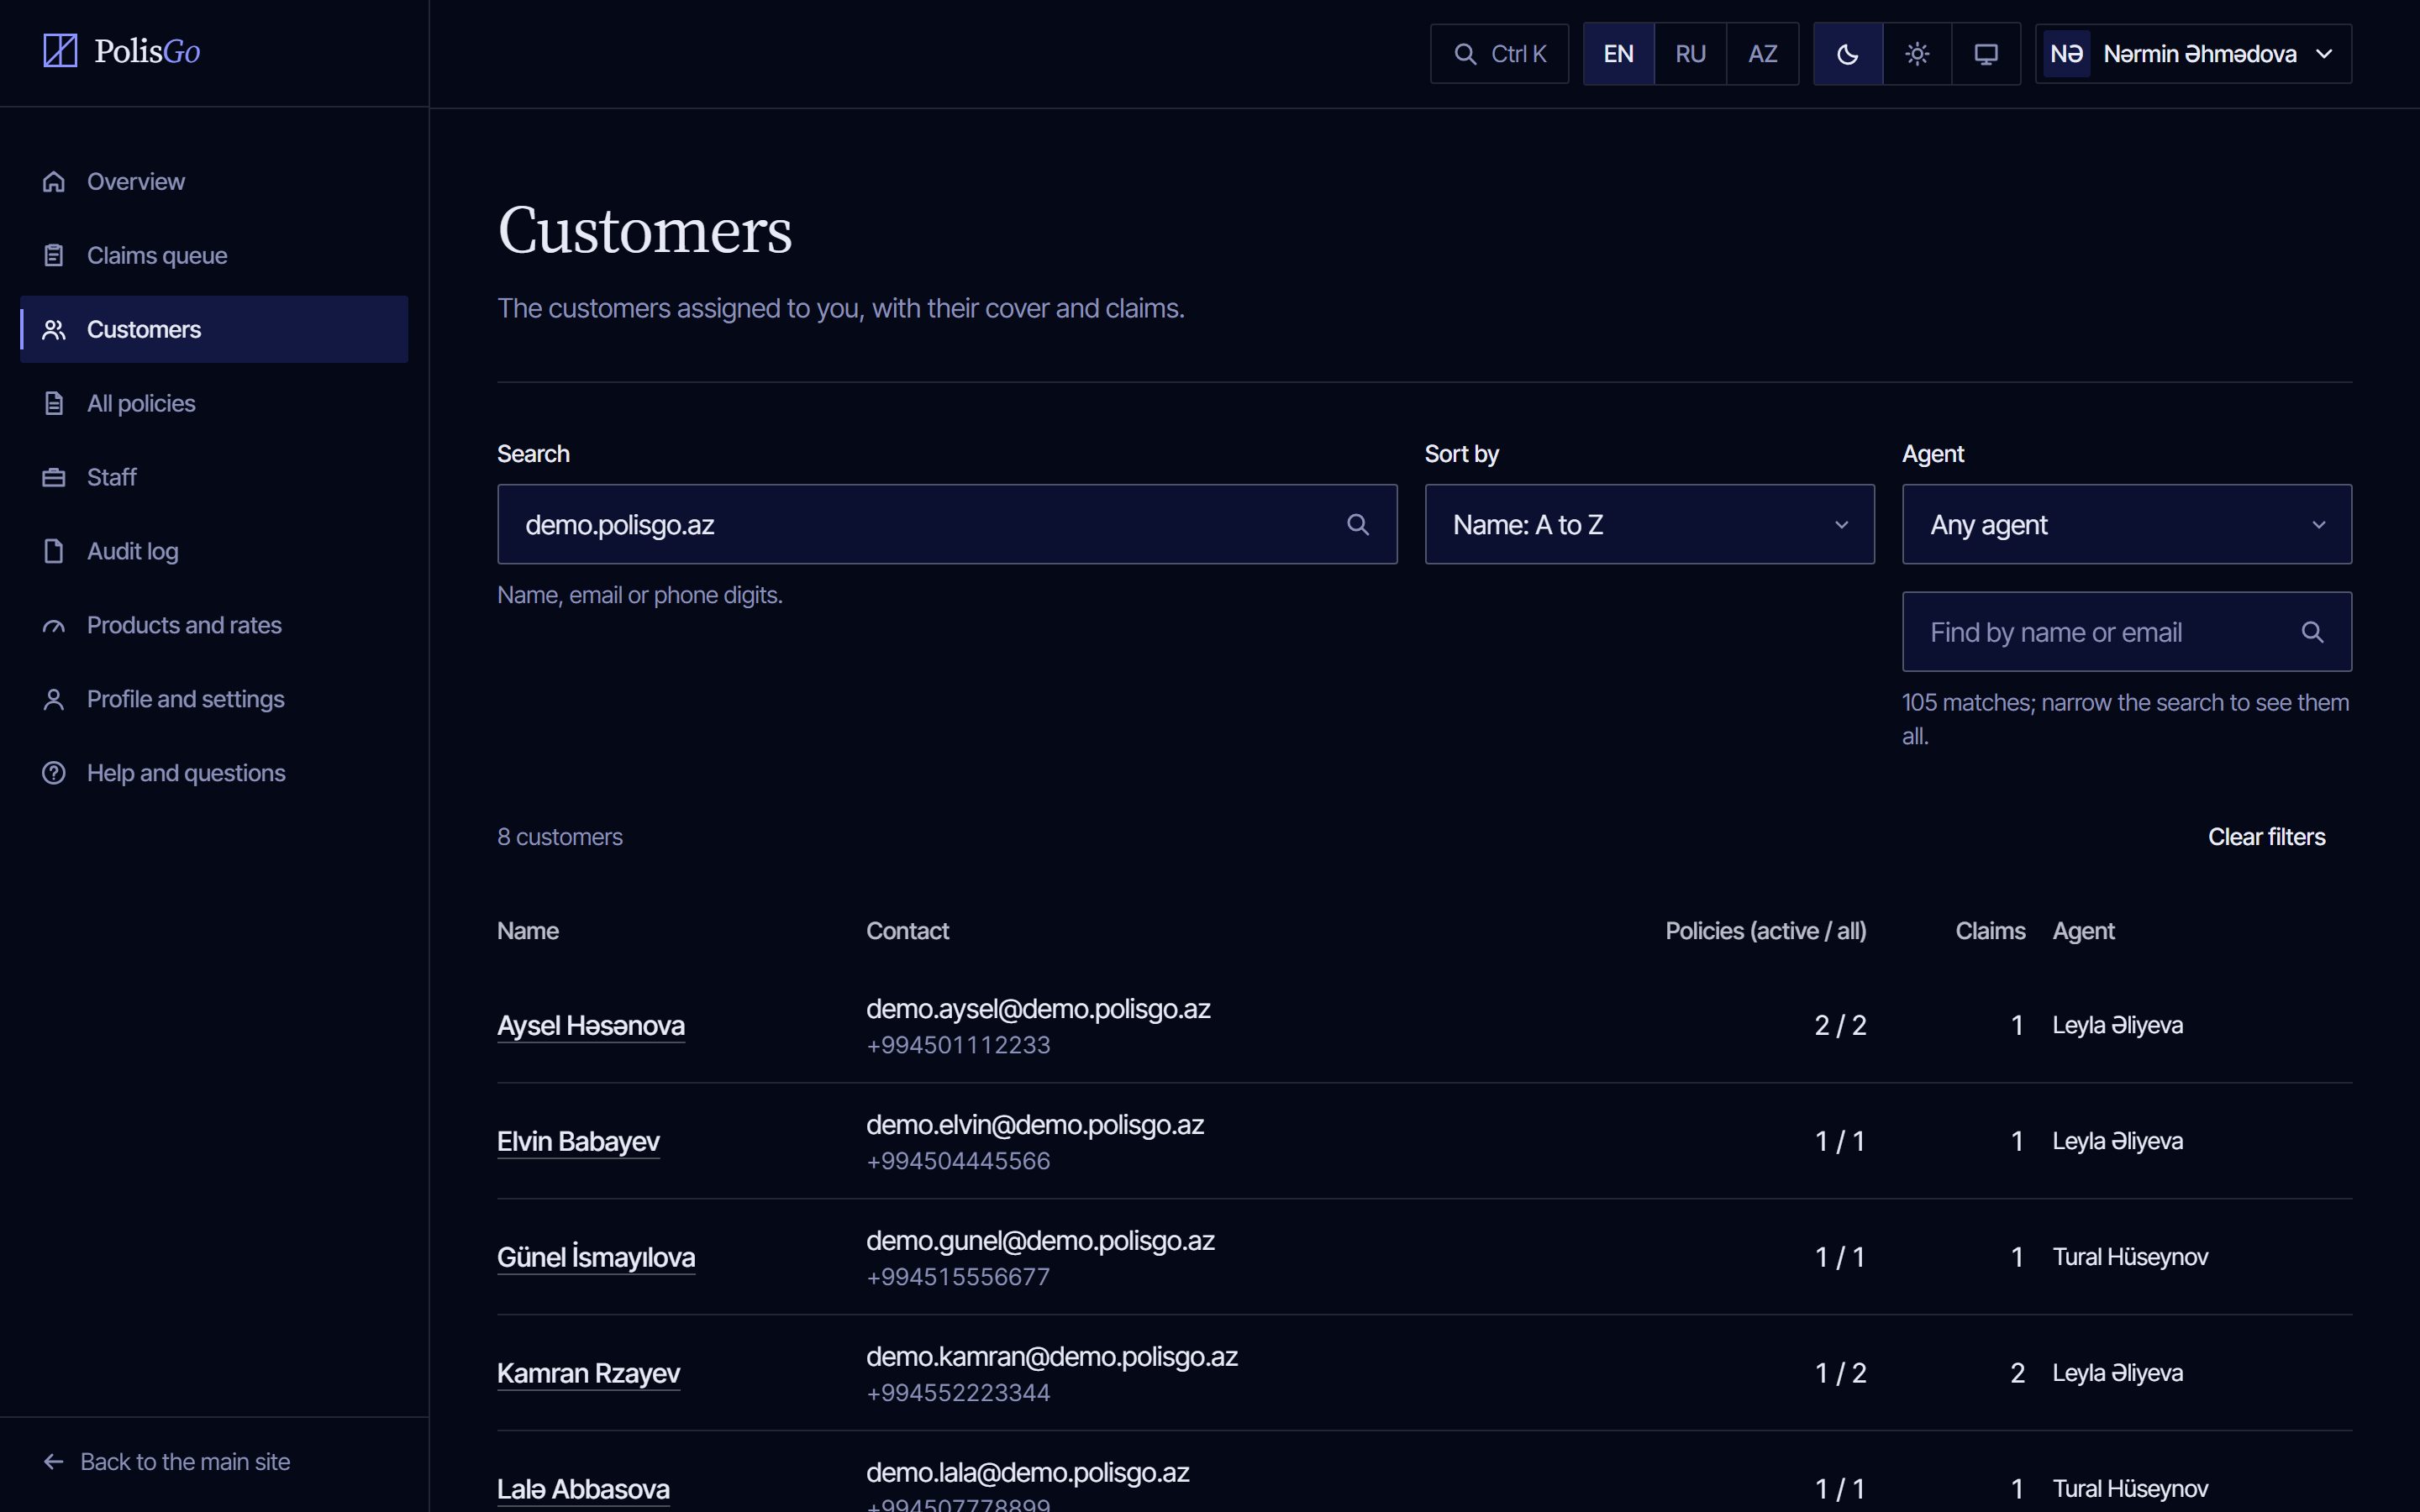 PolisGo
Ctrl K
EN
RU
AZ
NƏ
Nərmin Əhmədova
Overview
Claims queue
Customers
All policies
Staff
Audit log
Products and rates
Profile and settings
Help and questions
Back to the main site
Customers
The customers assigned to you, with their cover and claims.
Search
Sort by
Agent
demo.polisgo.az
Name: A to Z
Any agent
Name, email or phone digits.
Find by name or email
105 matches; narrow the search to see them
all.
8 customers
Clear filters
Name Contact Policies (active / all) Claims Agent
Aysel Həsənova demo.aysel@demo.polisgo.az 2 / 2 1 Leyla Əliyeva
+994501112233
Elvin Babayev demo.elvin@demo.polisgo.az 1 / 1 1 Leyla Əliyeva
+994504445566
Günel İsmayılova demo.gunel@demo.polisgo.az 1 / 1 1 Tural Hüseynov
+994515556677
Kamran Rzayev demo.kamran@demo.polisgo.az 1 / 2 2 Leyla Əliyeva
+994552223344
Lalə Abbasova demo.lala@demo.polisgo.az 1 / 1 1 Tural Hüseynov
+994507778899